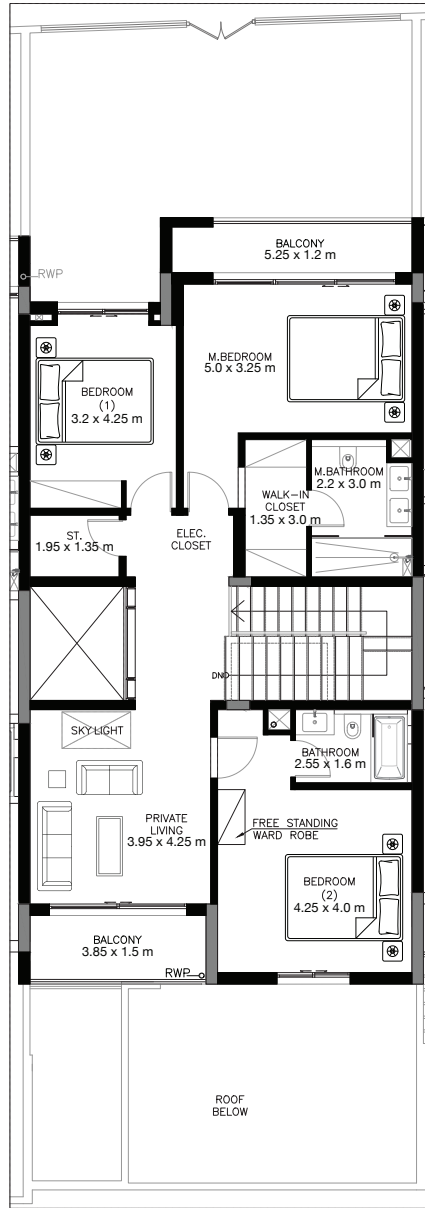 BALCONY
5.25 x 1.2 m
RWP
M.BEDROOM
5.0 x 3.25 m
BEDROOM
(1)
3.2 x 4.25 m
M.BATHROOM
2.2 x 3.0 m
WALK-IN
CLOSET
1.35 x 3.0 m
ST.
1.95 x 1.35 m
ELEC.
CLOSET
DN
SKY LIGHT
BATHROOM
2.55 x 1.6 m
PRIVATE
LIVING
3.95 x 4.25 m
FREE STANDING
WARD ROBE
BEDROOM
(2)
4.25 x 4.0 m
BALCONY
3.85 x 1.5 m
RWP
ROOF
BELOW